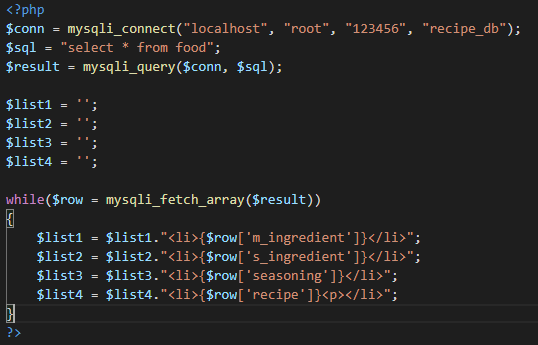 <?php
$conn = mysqli_connect("localhost", "root", "123456", "recipe_db");
$sql = "select * from food";
$result = mysqli_query($conn, $sql);
$list1 = '';
$list2 = '';
$list3 = '';
$list4 = '';
while($row = mysqli_fetch_array($result))
{
$list1 = $list1."<li>{$row['m_ingredient']}</li>";
$list2 = $list2."<li>{$row['s_ingredient']}</li>";
$list3 = $list3."<li>{$row['seasoning']}</li>";
$list4 = $list4."<li>{$row['recipe']}<p></li>";
}
?>